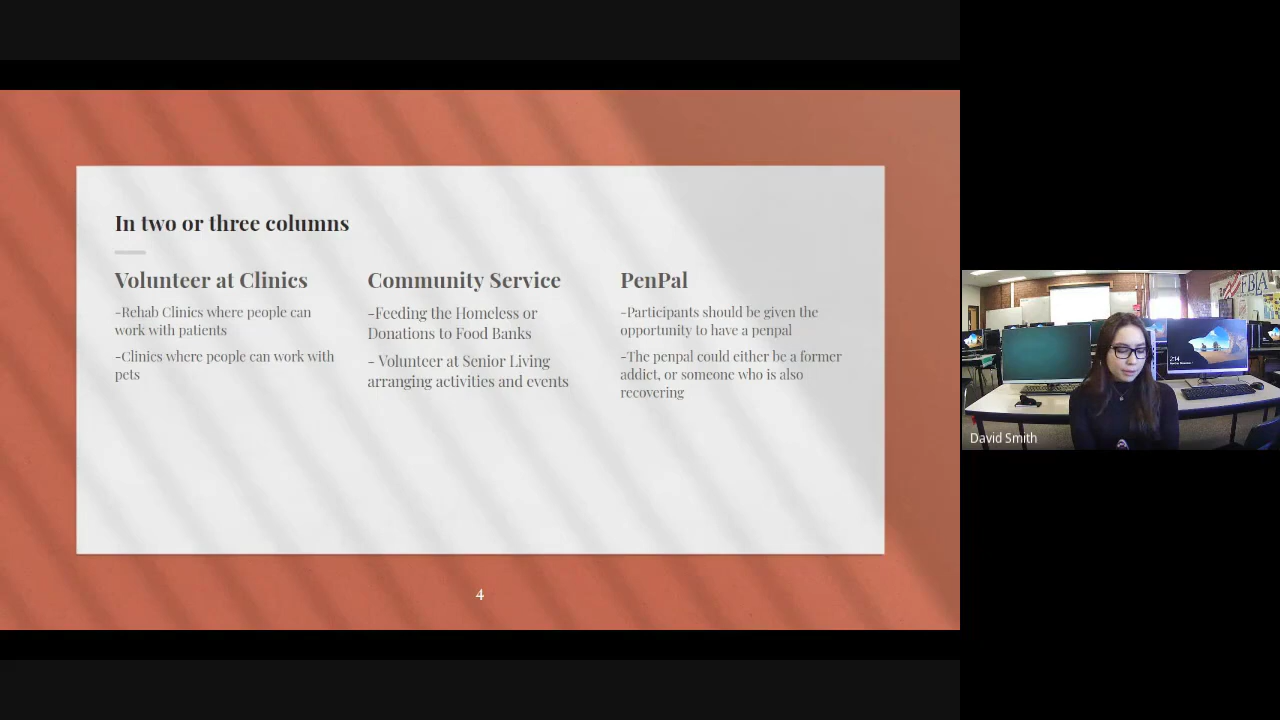 In two or three columns
Volunteer at Clinics
-Rehab Clinics where people can
work with patients
-Clinics where people can work with
pets
Community Service
-Feeding the Homeless or
Donations to Food Banks
- Volunteer at Senior Living
arranging activities and events
PenPal
-Participants should be given the
opportunity to have a penpal
-The penpal could either be a former
addict, or someone who is also
recovering
4
FBLA
2:14
David Smith